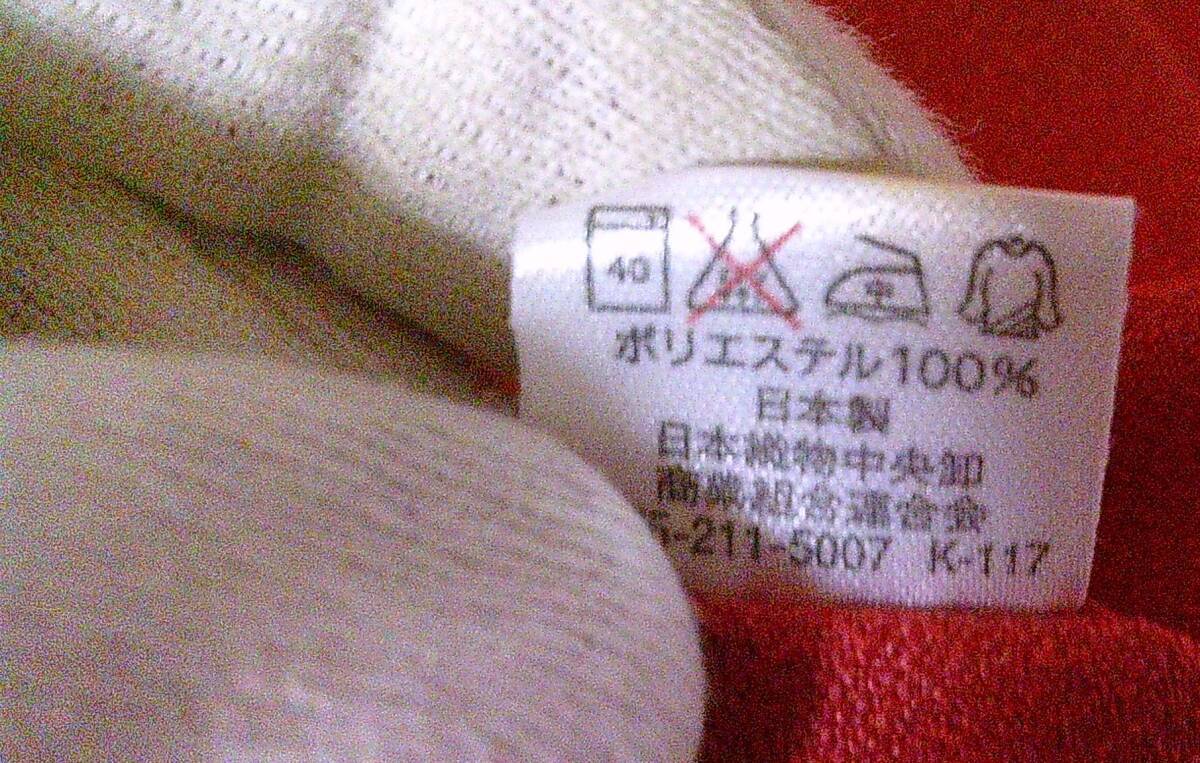 40 中
ポリエステル100%
日本製
日本織物中央卸
商業組合連合会
-211-5007 K-117